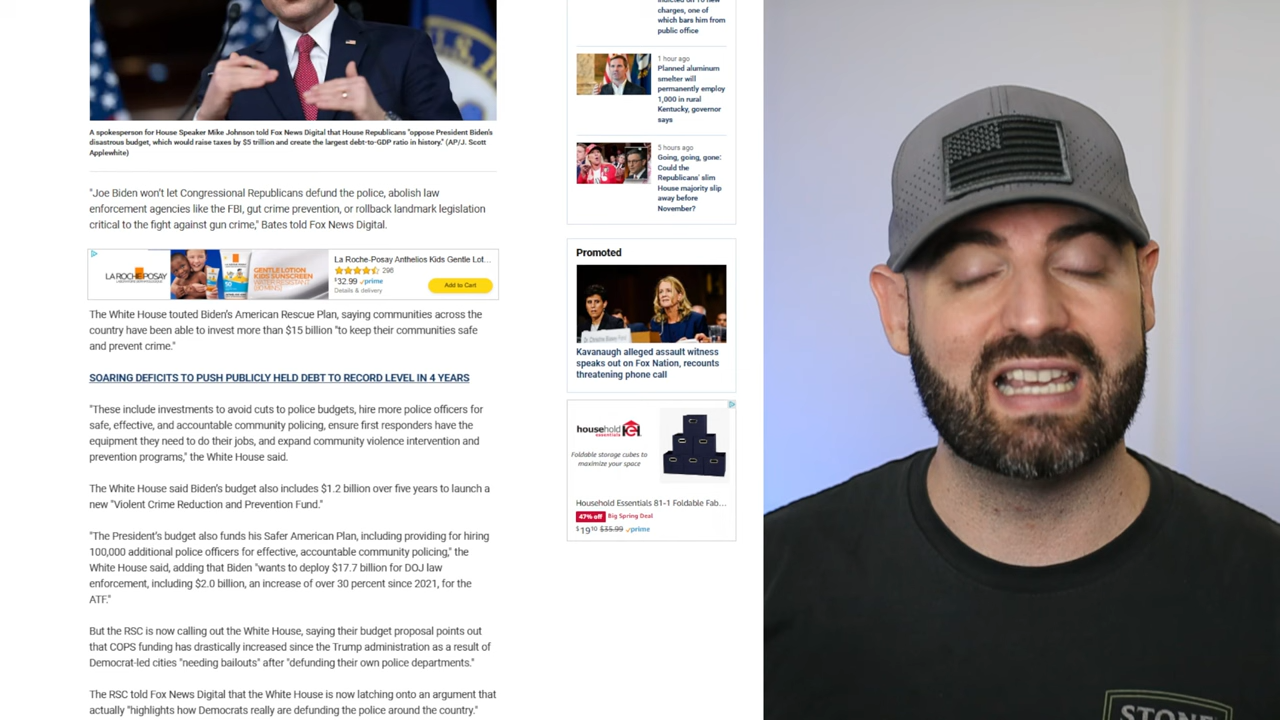 A spokesperson for House Speaker Mike Johnson told Fox News Digital that House Republicans "oppose President Biden's
disastrous budget, which would raise taxes by $5 trillion and create the largest debt-to-GDP ratio in history." (AP/J. Scott
Applewhite)
"Joe Biden won't let Congressional Republicans defund the police, abolish law
enforcement agencies like the FBI, gut crime prevention, or rollback landmark legislation
critical to the fight against gun crime," Bates told Fox News Digital.
LA ROCHE-POSAY
GENTLE LOTION
KIDS SUNSCREEN
La Roche-Posay Anthelios Kids Gentle Lot...
298
$32.99 prime
Details & delivery
Add to Cart
The White House touted Biden's American Rescue Plan, saying communities across the
country have been able to invest more than $15 billion "to keep their communities safe
and prevent crime."
SOARING DEFICITS TO PUSH PUBLICLY HELD DEBT TO RECORD LEVEL IN 4 YEARS
"These include investments to avoid cuts to police budgets, hire more police officers for
safe, effective, and accountable community policing, ensure first responders have the
equipment they need to do their jobs, and expand community violence intervention and
prevention programs," the White House said.
The White House said Biden's budget also includes $1.2 billion over five years to launch a
new "Violent Crime Reduction and Prevention Fund."
"The President's budget also funds his Safer American Plan, including providing for hiring
100,000 additional police officers for effective, accountable community policing," the
White House said, adding that Biden "wants to deploy $17.7 billion for DOJ law
enforcement, including $2.0 billion, an increase of over 30 percent since 2021, for the
ATF."
But the RSC is now calling out the White House, saying their budget proposal points out
that COPS funding has drastically increased since the Trump administration as a result of
Democrat-led cities "needing bailouts" after "defunding their own police departments."
The RSC told Fox News Digital that the White House is now latching onto an argument that
actually "highlights how Democrats really are defunding the police around the country."
charges, one of
which bars him from
public office
1 hour ago
Planned aluminum
smelter will
permanently employ
1,000 in rural
Kentucky, governor
says
5 hours ago
Going, going, gone:
Could the
Republicans' slim
House majority slip
away before
November?
Promoted
Kavanaugh alleged assault witness
speaks out on Fox Nation, recounts
threatening phone call
household
essentials
Foldable storage cubes to
maximize your space
Household Essentials 81-1 Foldable Fab...
47% off Big Spring Deal
$19.10 $35.99 prime
STONE